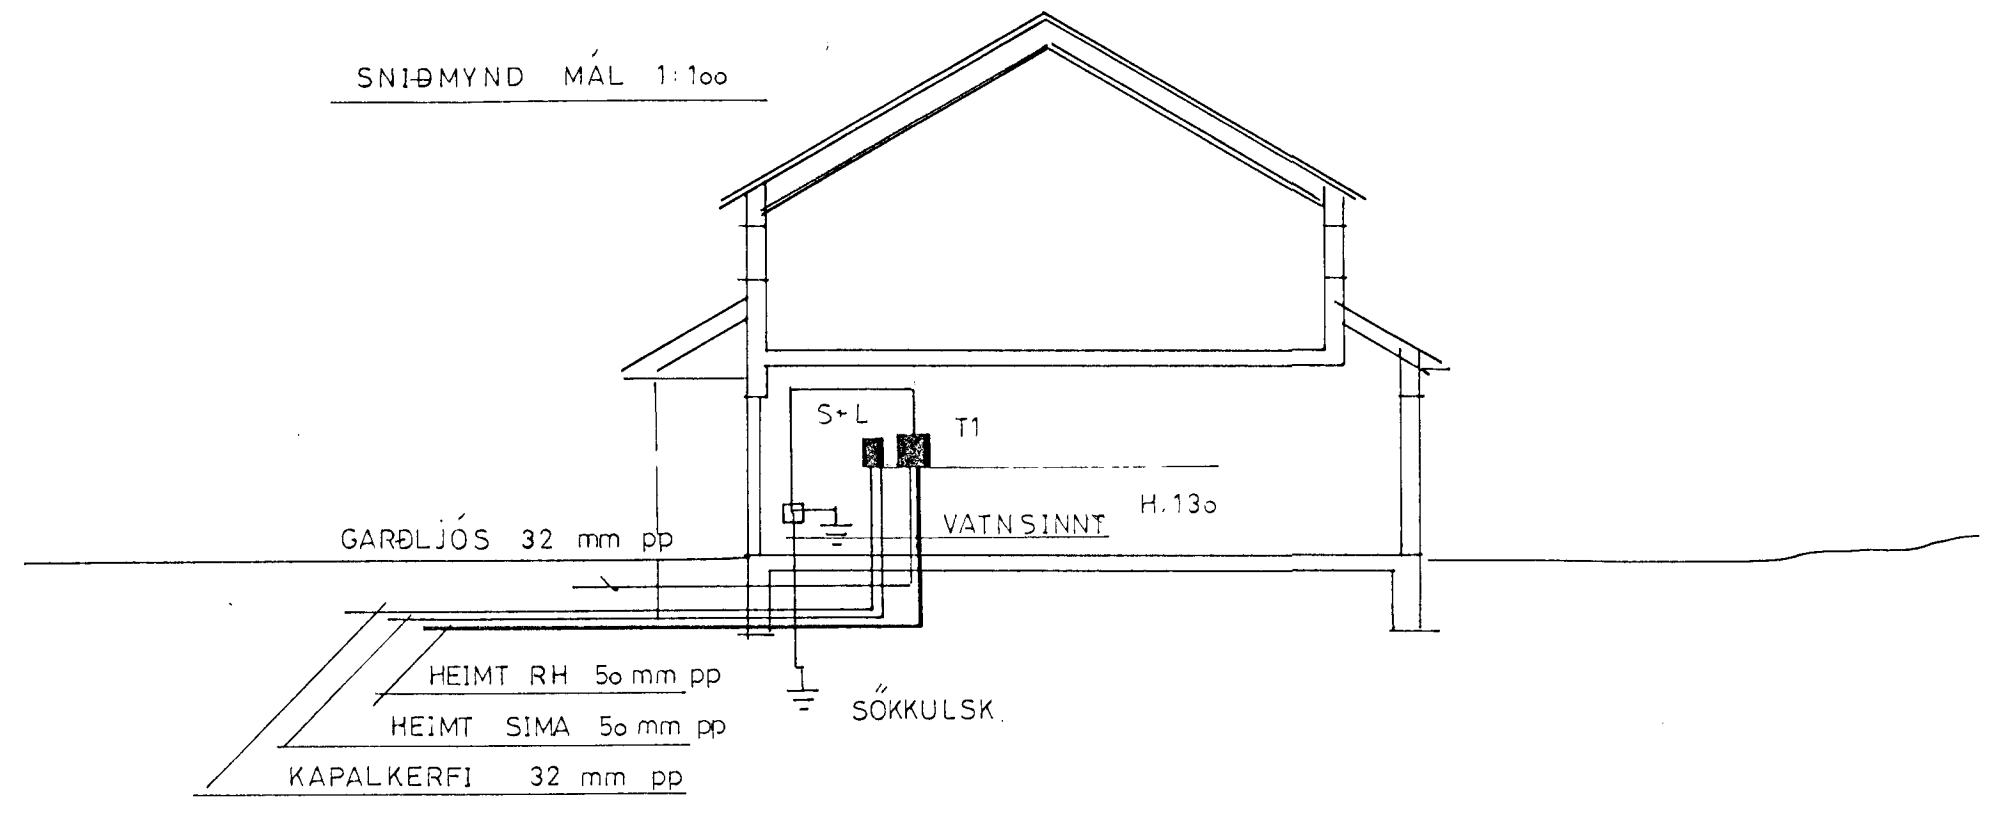 SNIÐMYND MÁL 1:100
S+L
T1
H.130
VATNSINNT
GARÐLJÓS 32 mm pp
HEIMT RH 50 mm pp
SÖKKULSK.
HEIMT SIMA 50 mm pp
KAPALKERFI 32 mm pp